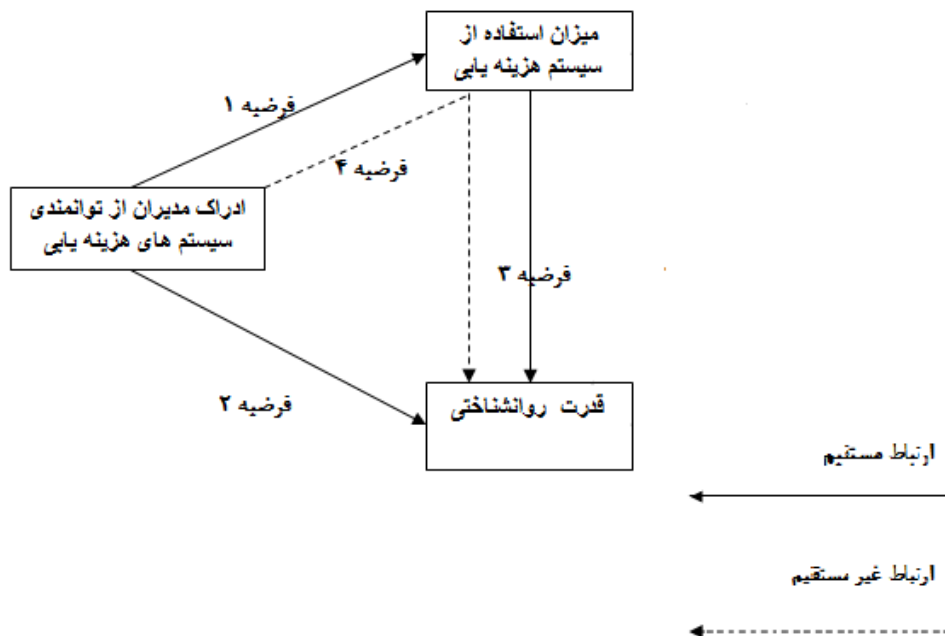 میزان استفاده از
سیستم هزینه یابی
فرضیه ۱
فرضیه ۴
ادراک مدیران از توانمندی
سیستم های هزینه یابی
فرضیه ۳
فرضیه ۲
قدرت روانشناختی
ارتباط مستقیم
ارتباط غیر مستقیم